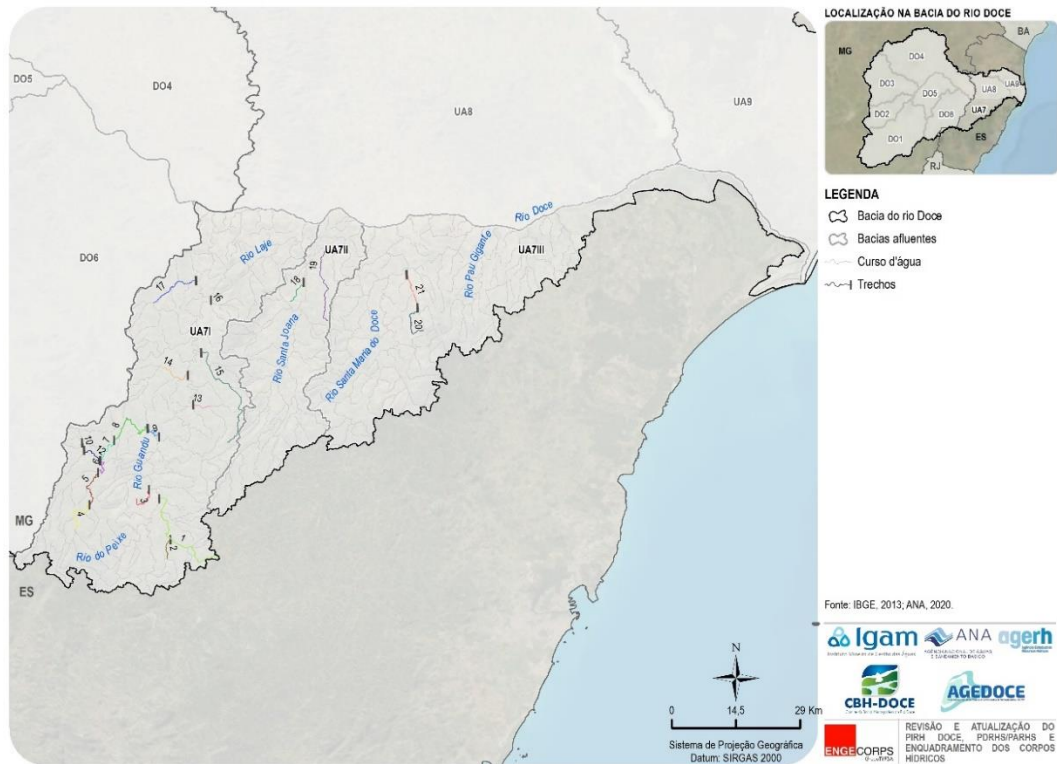 DO5
DO4
UA8
UA9
DO6
Rio Doce
Rio Laje
UA7II
Rio Pau Gigante
UA7III
19
18
17
16
21
20
UA7I
Rio Santa Joana
Rio Santa Maria do Doce
14
15
13
8
9
10
7
12
6
5
Rio Guandu
3
4
1
2
Rio do Peixe
MG
ES
N
0
14,5
29 Km
Sistema de Projeção Geográfica
Datum: SIRGAS 2000
LOCALIZAÇÃO NA BACIA DO RIO DOCE
BA
MG
DO4
DO3
DO5
UA8
UA9
DO2
DO6
UA7
DO1
ES
RJ
LEGENDA
Bacia do rio Doce
Bacias afluentes
Curso d'água
Trechos
Fonte: IBGE, 2013; ANA, 2020.
Igam
ANA
agerh
CBH-DOCE
AGEDOCE
ENGECORPS
REVISÃO E ATUALIZAÇÃO DO
PIRH DOCE, PDRHS/PARHS E
ENQUADRAMENTO DOS CORPOS
HÍDRICOS